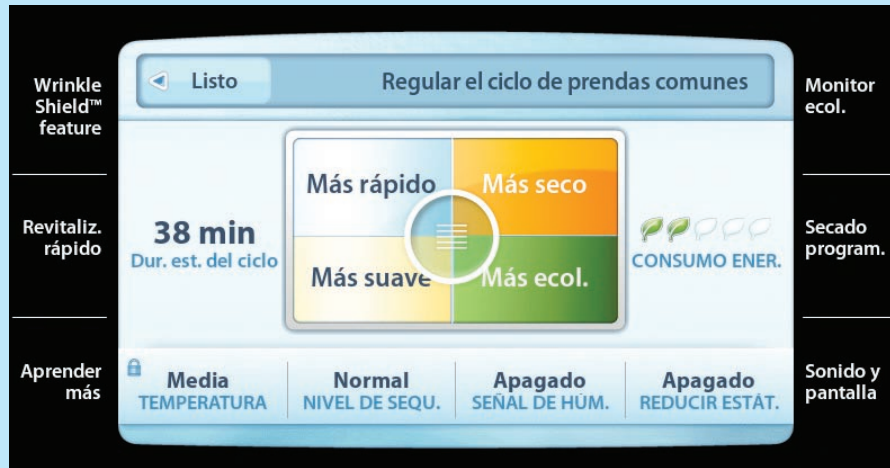 Wrinkle
Shield™
feature
Revitaliz.
rápido
Aprender
más
Listo
Regular el ciclo de prendas comunes
38 min
Dur. est. del ciclo
Más rápido
Más seco
Más suave
Más ecol.
CONSUMO ENER.
Media
TEMPERATURA
Normal
NIVEL DE SEQU.
Apagado
SEÑAL DE HÚM.
Apagado
REDUCIR ESTÁT.
Monitor
ecol.
Secado
program.
Sonido y
pantalla